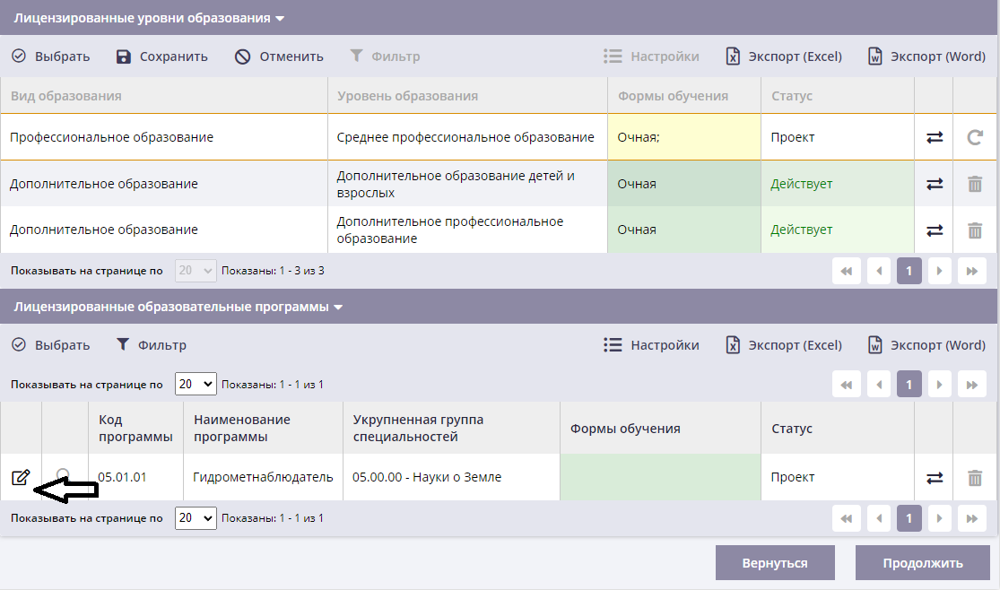 Лицензированные уровни образования
Выбрать Сохранить Отменить Фильтр Настройки Экспорт (Excel) Экспорт (Word)
Вид образования Уровень образования Формы обучения Статус
Профессиональное образование Среднее профессиональное образование Очная; Проект
Дополнительное образование Дополнительное образование детей и взрослых Очная Действует
Дополнительное образование Дополнительное профессиональное образование Очная Действует
Показывать на странице по 20 Показаны: 1 - 3 из 3 1
Лицензированные образовательные программы
Выбрать Фильтр Настройки Экспорт (Excel) Экспорт (Word)
Показывать на странице по 20 Показаны: 1 - 1 из 1 1
Код программы Наименование программы Укрупненная группа специальностей Формы обучения Статус
05.01.01 Гидрометнаблюдатель 05.00.00 - Науки о Земле Проект
Показывать на странице по 20 Показаны: 1 - 1 из 1 1
Вернуться Продолжить